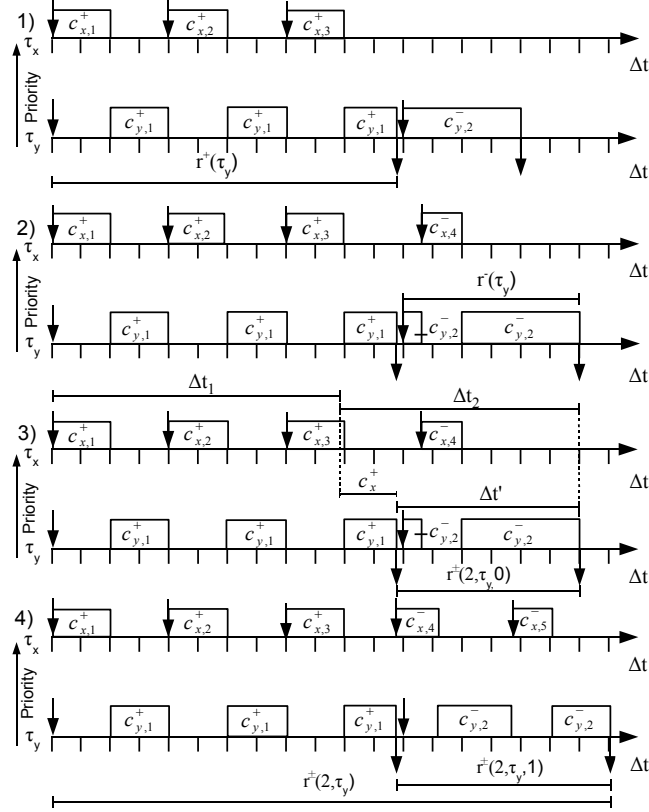 1)
c⁺x,1 c⁺x,2 c⁺x,3
τx
Δt
Priority
c⁺y,1 c⁺y,1 c⁺y,1 c⁻y,2
τy
Δt
r⁺(τy)
2)
c⁺x,1 c⁺x,2 c⁺x,3 c⁻x,4
τx
Δt
Priority
r⁻(τy)
c⁺y,1 c⁺y,1 c⁺y,1 c⁻y,2 c⁻y,2
τy
Δt
Δt1
Δt2
3)
c⁺x,1 c⁺x,2 c⁺x,3 c⁻x,4
τx
Δt
Priority
c⁺x
Δt'
c⁺y,1 c⁺y,1 c⁺y,1 c⁻y,2 c⁻y,2
τy
Δt
r±(2,τy,0)
4)
c⁺x,1 c⁺x,2 c⁺x,3 c⁻x,4 c⁻x,5
τx
Δt
Priority
c⁺y,1 c⁺y,1 c⁺y,1 c⁻y,2 c⁻y,2
τy
Δt
r±(2,τy,1)
r±(2,τy)